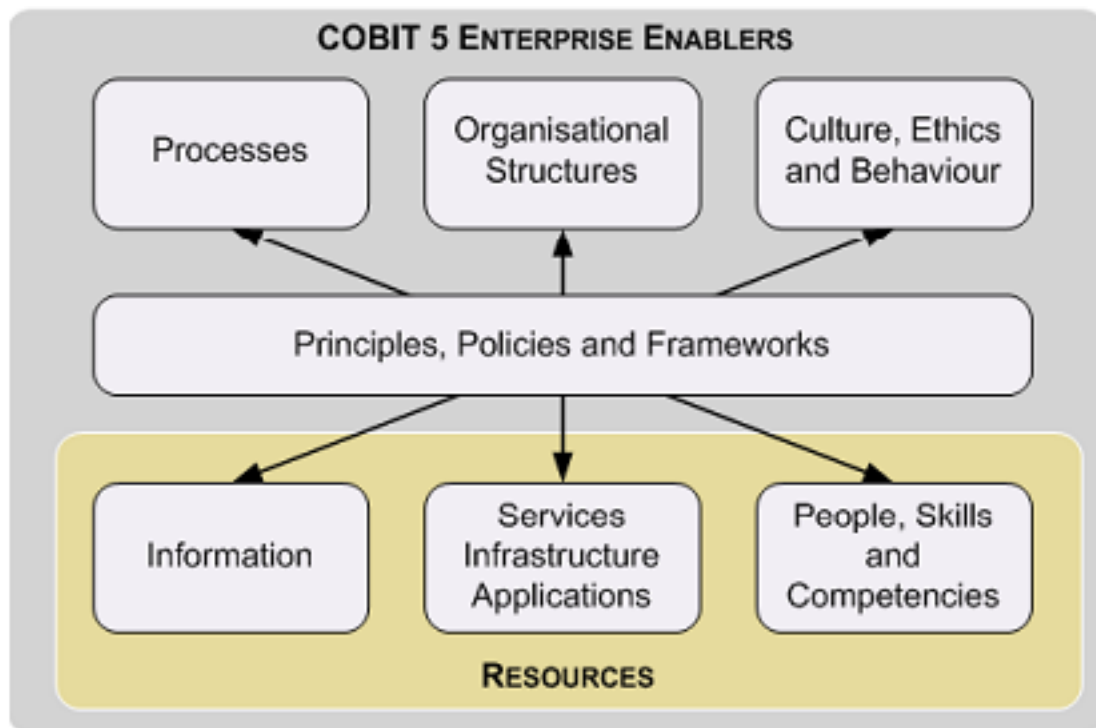 COBIT 5 ENTERPRISE ENABLERS
Processes
Organisational
Structures
Culture, Ethics
and Behaviour
Principles, Policies and Frameworks
Information
Services
Infrastructure
Applications
People, Skills
and
Competencies
RESOURCES